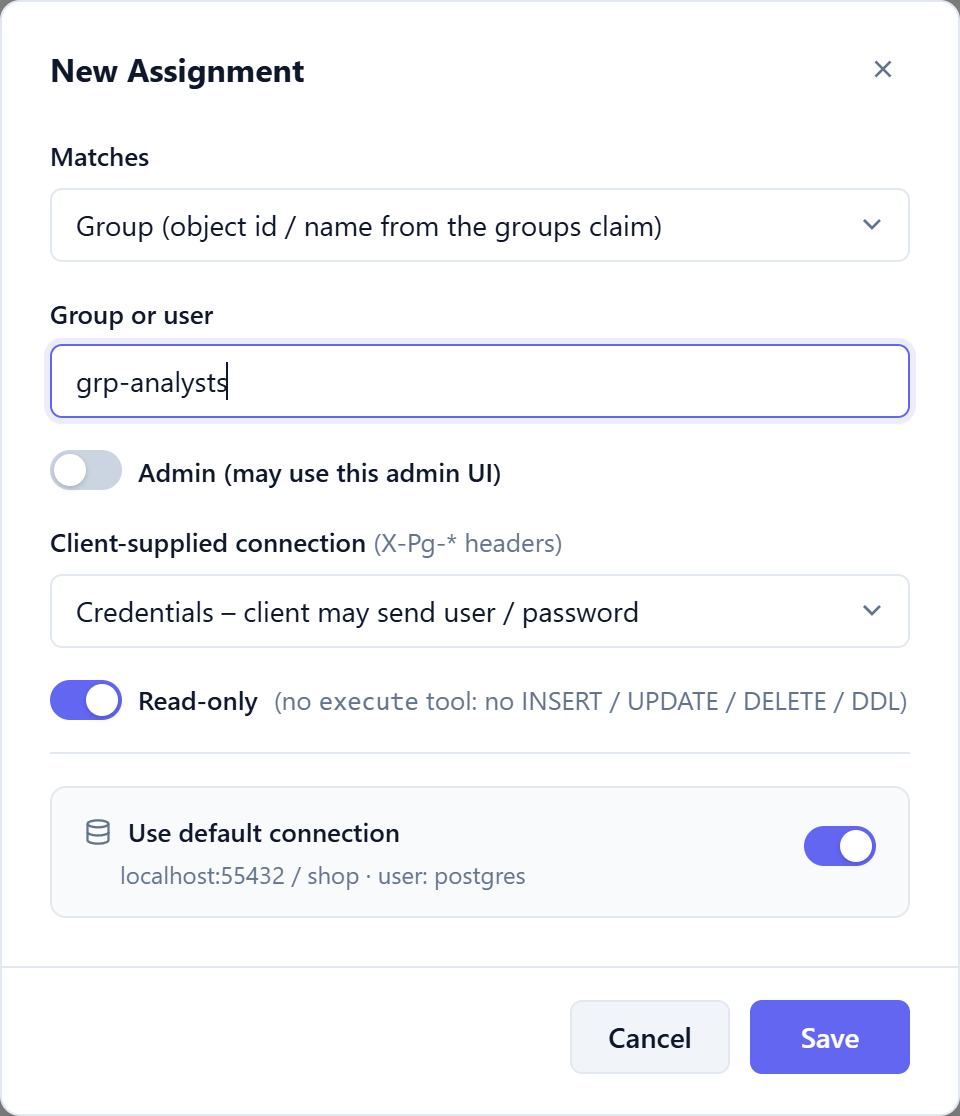 New Assignment
Matches
Group (object id / name from the groups claim)
Group or user
grp-analysts
Admin (may use this admin UI)
Client-supplied connection (X-Pg-* headers)
Credentials – client may send user / password
Read-only (no execute tool: no INSERT / UPDATE / DELETE / DDL)
Use default connection
localhost:55432 / shop · user: postgres
Cancel Save